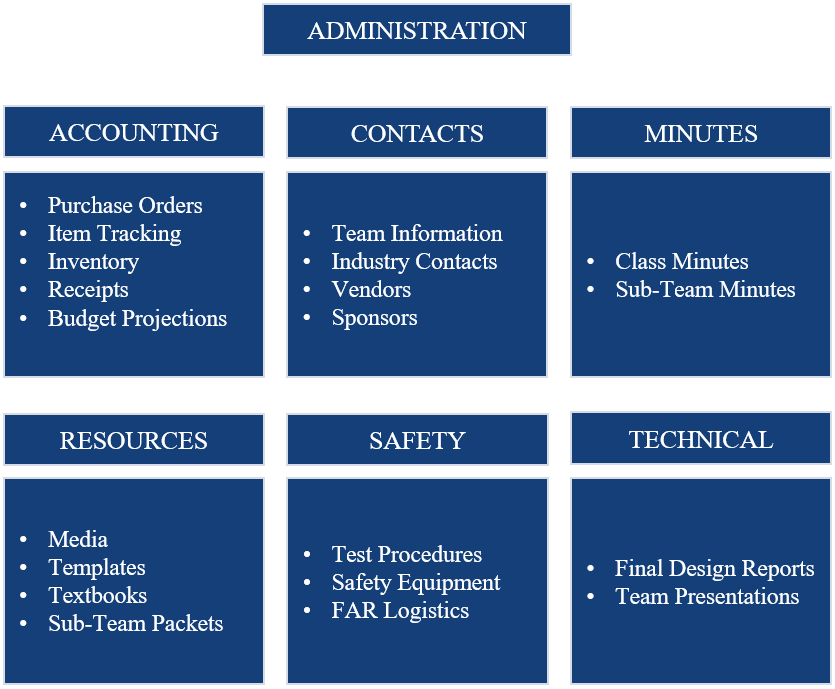 ADMINISTRATION
ACCOUNTING
• Purchase Orders
• Item Tracking
• Inventory
• Receipts
• Budget Projections
CONTACTS
• Team Information
• Industry Contacts
• Vendors
• Sponsors
MINUTES
• Class Minutes
• Sub-Team Minutes
RESOURCES
• Media
• Templates
• Textbooks
• Sub-Team Packets
SAFETY
• Test Procedures
• Safety Equipment
• FAR Logistics
TECHNICAL
• Final Design Reports
• Team Presentations